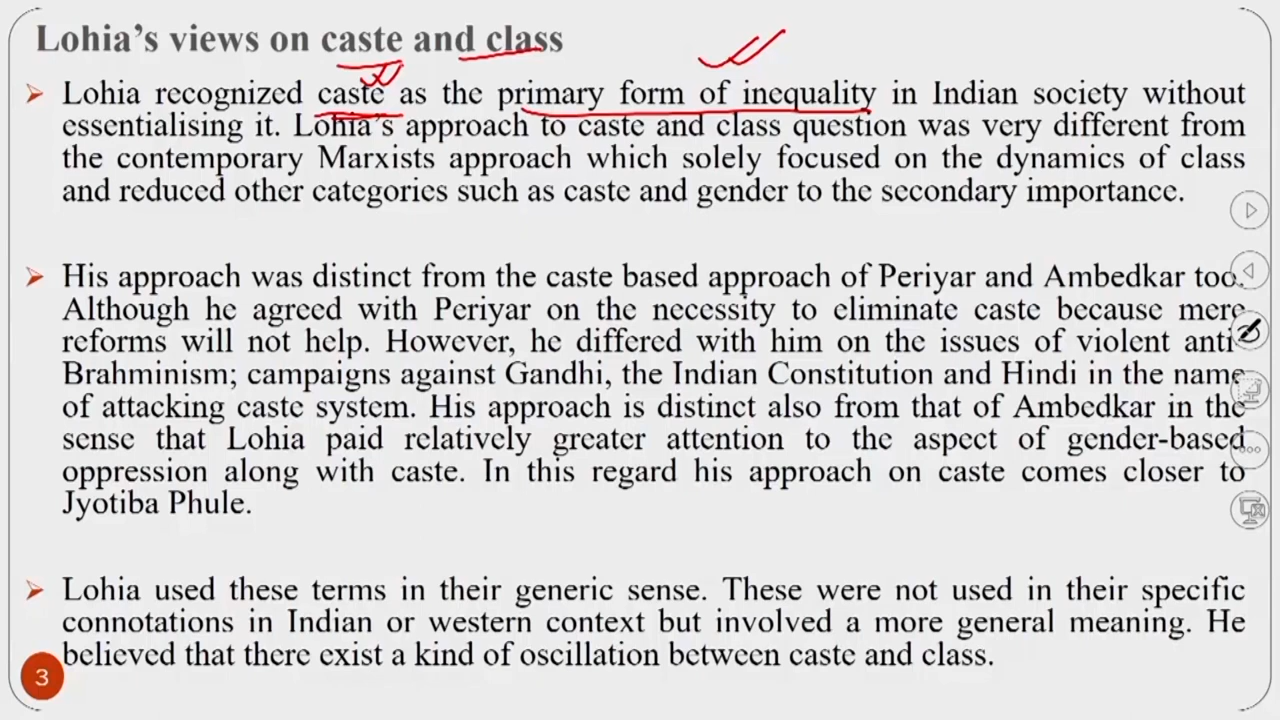 Lohia's views on caste and class
Lohia recognized caste as the primary form of inequality in Indian society without
essentialising it. Lohia's approach to caste and class question was very different from
the contemporary Marxists approach which solely focused on the dynamics of class
and reduced other categories such as caste and gender to the secondary importance.
His approach was distinct from the caste based approach of Periyar and Ambedkar too.
Although he agreed with Periyar on the necessity to eliminate caste because mere
reforms will not help. However, he differed with him on the issues of violent anti
Brahminism; campaigns against Gandhi, the Indian Constitution and Hindi in the name
of attacking caste system. His approach is distinct also from that of Ambedkar in the
sense that Lohia paid relatively greater attention to the aspect of gender-based
oppression along with caste. In this regard his approach on caste comes closer to
Jyotiba Phule.
Lohia used these terms in their generic sense. These were not used in their specific
connotations in Indian or western context but involved a more general meaning. He
believed that there exist a kind of oscillation between caste and class.
3